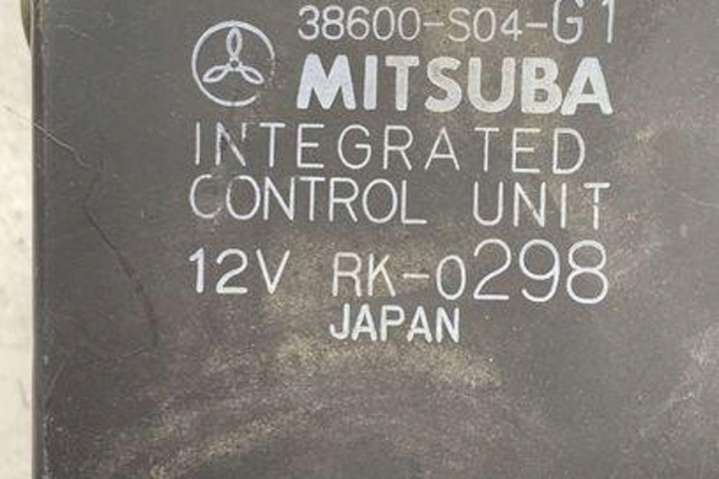 38600-S04-G1
MITSUBA
INTEGRATED
CONTROL UNIT
12V RK-0298
JAPAN